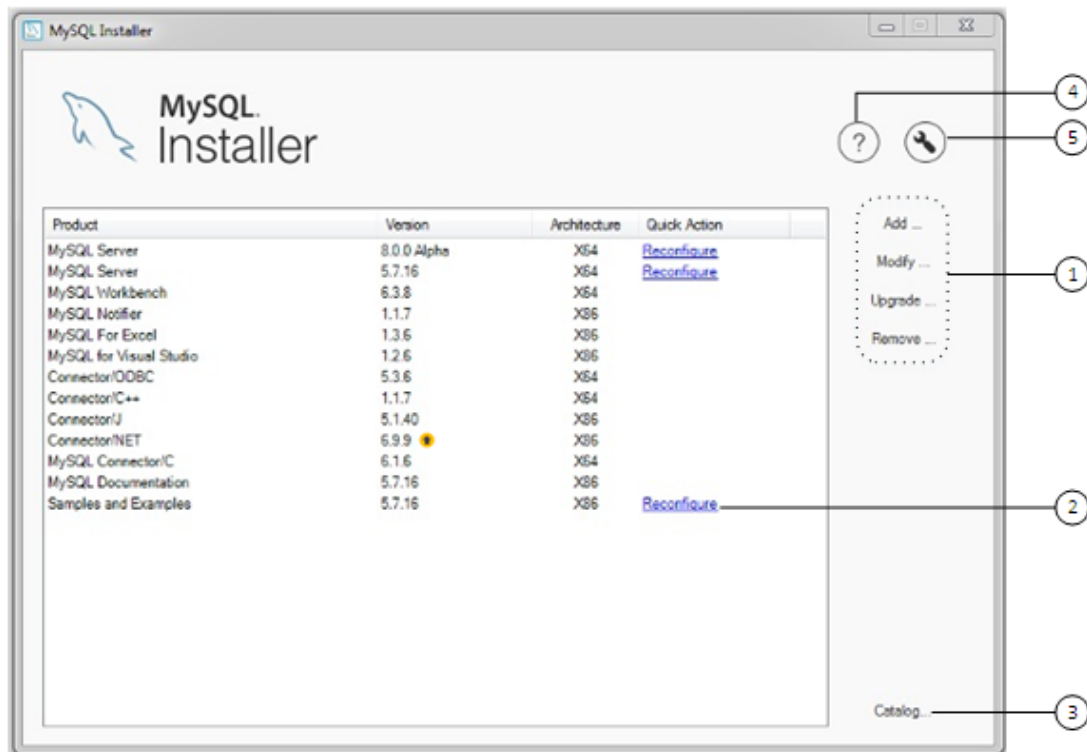 MySQL Installer
4
MySQL.
Installer
?
5
Product Version Architecture Quick Action
MySQL Server 8.0.0 Alpha X64 Reconfigure
MySQL Server 5.7.16 X64 Reconfigure
MySQL Workbench 6.3.8 X64
MySQL Notifier 1.1.7 X86
MySQL For Excel 1.3.6 X86
MySQL for Visual Studio 1.2.6 X86
Connector/ODBC 5.3.6 X64
Connector/C++ 1.1.7 X64
Connector/J 5.1.40 X86
Connector/NET 6.9.9 X86
MySQL Connector/C 6.1.6 X64
MySQL Documentation 5.7.16 X86
Samples and Examples 5.7.16 X86 Reconfigure
Add ...
Modify ...
Upgrade ...
Remove ...
1
2
Catalog...
3